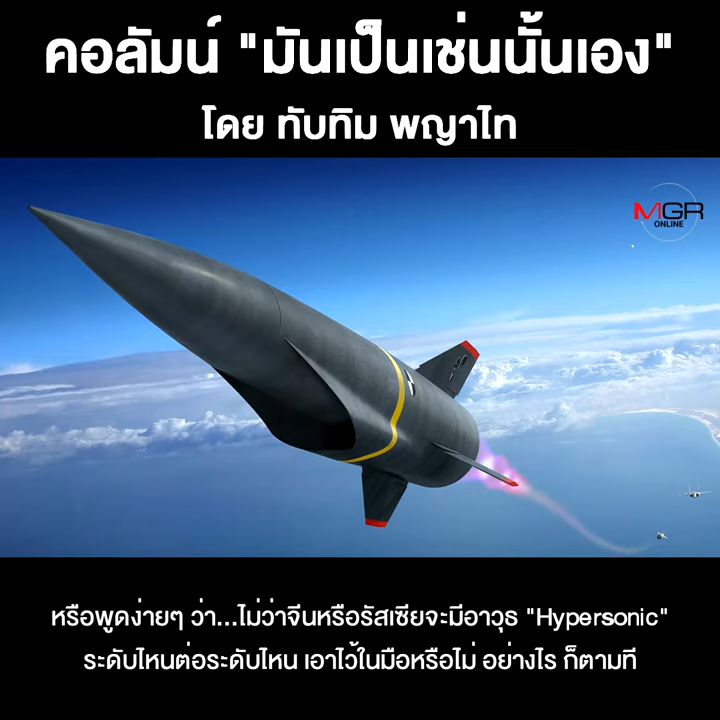 คอลัมน์ "มันเป็นเช่นนั้นเอง"
โดย ทับทิม พญาไท
MGR
ONLINE
หรือพูดง่ายๆ ว่า...ไม่ว่าจีนหรือรัสเซียจะมีอาวุธ "Hypersonic"
ระดับไหนต่อระดับไหน เอาไว้ในมือหรือไม่ อย่างไร ก็ตามที